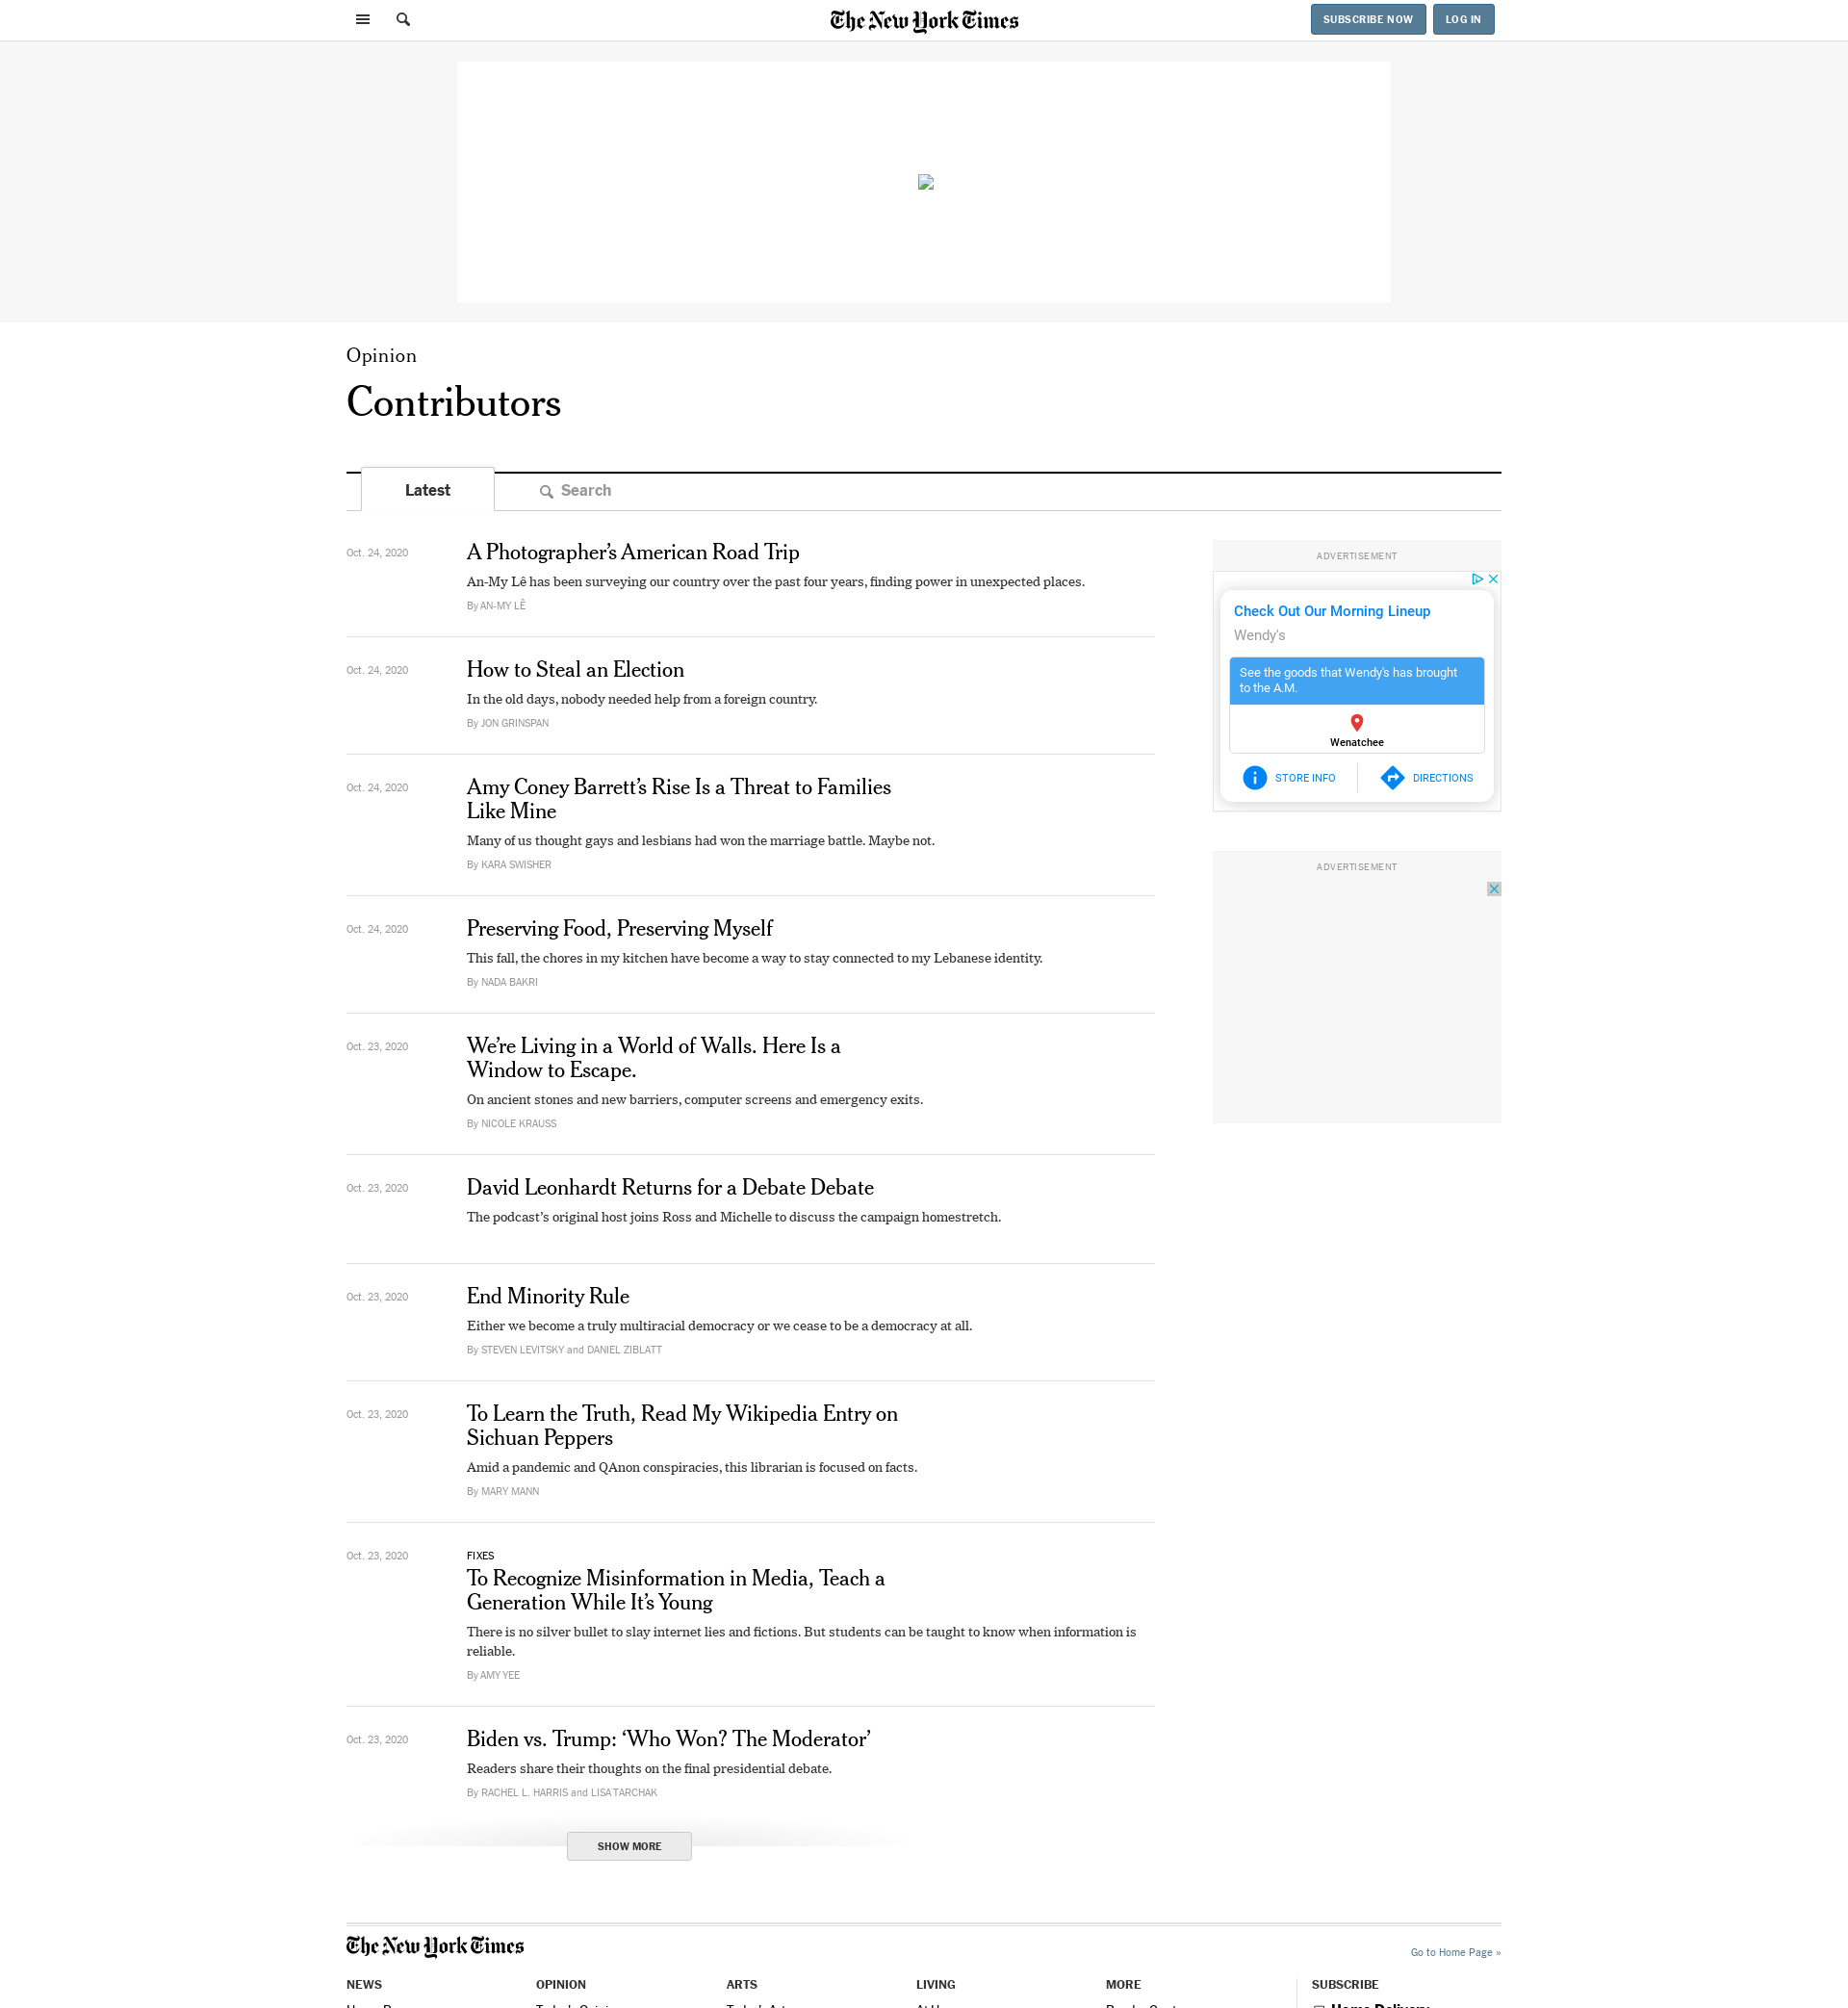 The New York Times
SUBSCRIBE NOW
LOG IN
Opinion
Contributors
Latest
Search
Oct. 24, 2020
A Photographer’s American Road Trip
An-My Lê has been surveying our country over the past four years, finding power in unexpected places.
By AN-MY LÊ
Oct. 24, 2020
How to Steal an Election
In the old days, nobody needed help from a foreign country.
By JON GRINSPAN
Oct. 24, 2020
Amy Coney Barrett’s Rise Is a Threat to Families
Like Mine
Many of us thought gays and lesbians had won the marriage battle. Maybe not.
By KARA SWISHER
Oct. 24, 2020
Preserving Food, Preserving Myself
This fall, the chores in my kitchen have become a way to stay connected to my Lebanese identity.
By NADA BAKRI
Oct. 23, 2020
We’re Living in a World of Walls. Here Is a
Window to Escape.
On ancient stones and new barriers, computer screens and emergency exits.
By NICOLE KRAUSS
Oct. 23, 2020
David Leonhardt Returns for a Debate Debate
The podcast’s original host joins Ross and Michelle to discuss the campaign homestretch.
Oct. 23, 2020
End Minority Rule
Either we become a truly multiracial democracy or we cease to be a democracy at all.
By STEVEN LEVITSKY and DANIEL ZIBLATT
Oct. 23, 2020
To Learn the Truth, Read My Wikipedia Entry on
Sichuan Peppers
Amid a pandemic and QAnon conspiracies, this librarian is focused on facts.
By MARY MANN
Oct. 23, 2020
FIXES
To Recognize Misinformation in Media, Teach a
Generation While It’s Young
There is no silver bullet to slay internet lies and fictions. But students can be taught to know when information is
reliable.
By AMY YEE
Oct. 23, 2020
Biden vs. Trump: ‘Who Won? The Moderator’
Readers share their thoughts on the final presidential debate.
By RACHEL L. HARRIS and LISA TARCHAK
SHOW MORE
ADVERTISEMENT
Check Out Our Morning Lineup
Wendy's
See the goods that Wendy's has brought
to the A.M.
Wenatchee
STORE INFO
DIRECTIONS
ADVERTISEMENT
The New York Times
Go to Home Page »
NEWS
OPINION
ARTS
LIVING
MORE
SUBSCRIBE
Home Delivery